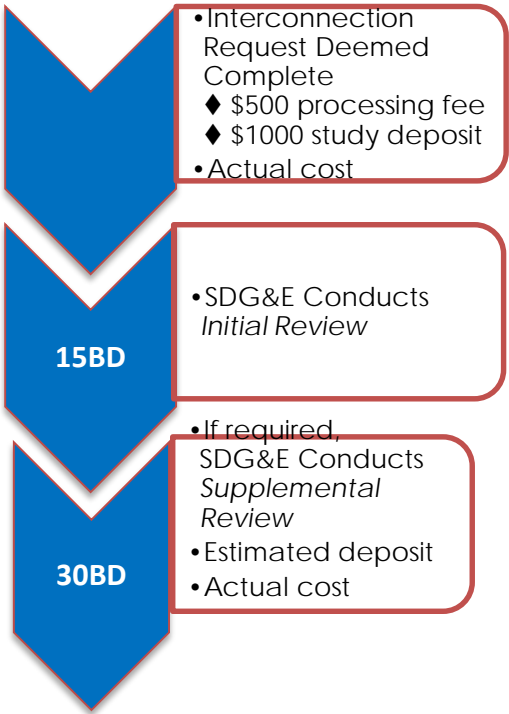 •Interconnection
Request Deemed
Complete
♦ $500 processing fee
♦ $1000 study deposit
•Actual cost
15BD
•SDG&E Conducts
Initial Review
30BD
•If required,
SDG&E Conducts
Supplemental
Review
•Estimated deposit
•Actual cost